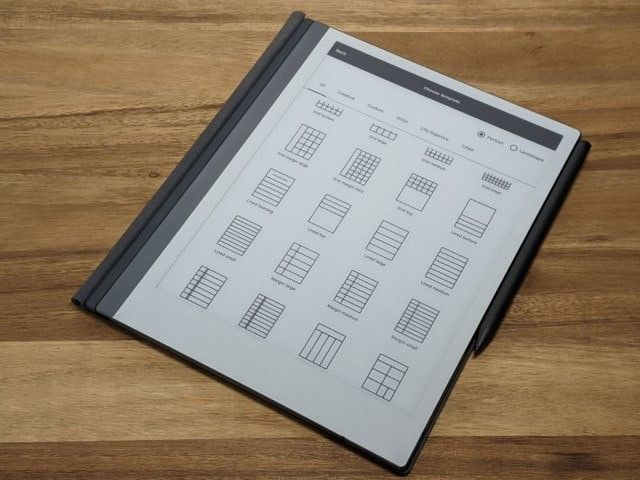 Back
Choose template
All
Creative
Grids
Life/organize
Lines
Portrait
Landscape
Grid bottom
Grid large
Grid medium
Grid small
Grid margin large
Grid margin med
Grid top
Lined bottom
Lined heading
Lined top
Lined large
Lined medium
Lined small
Margin large
Margin medium
Margin small